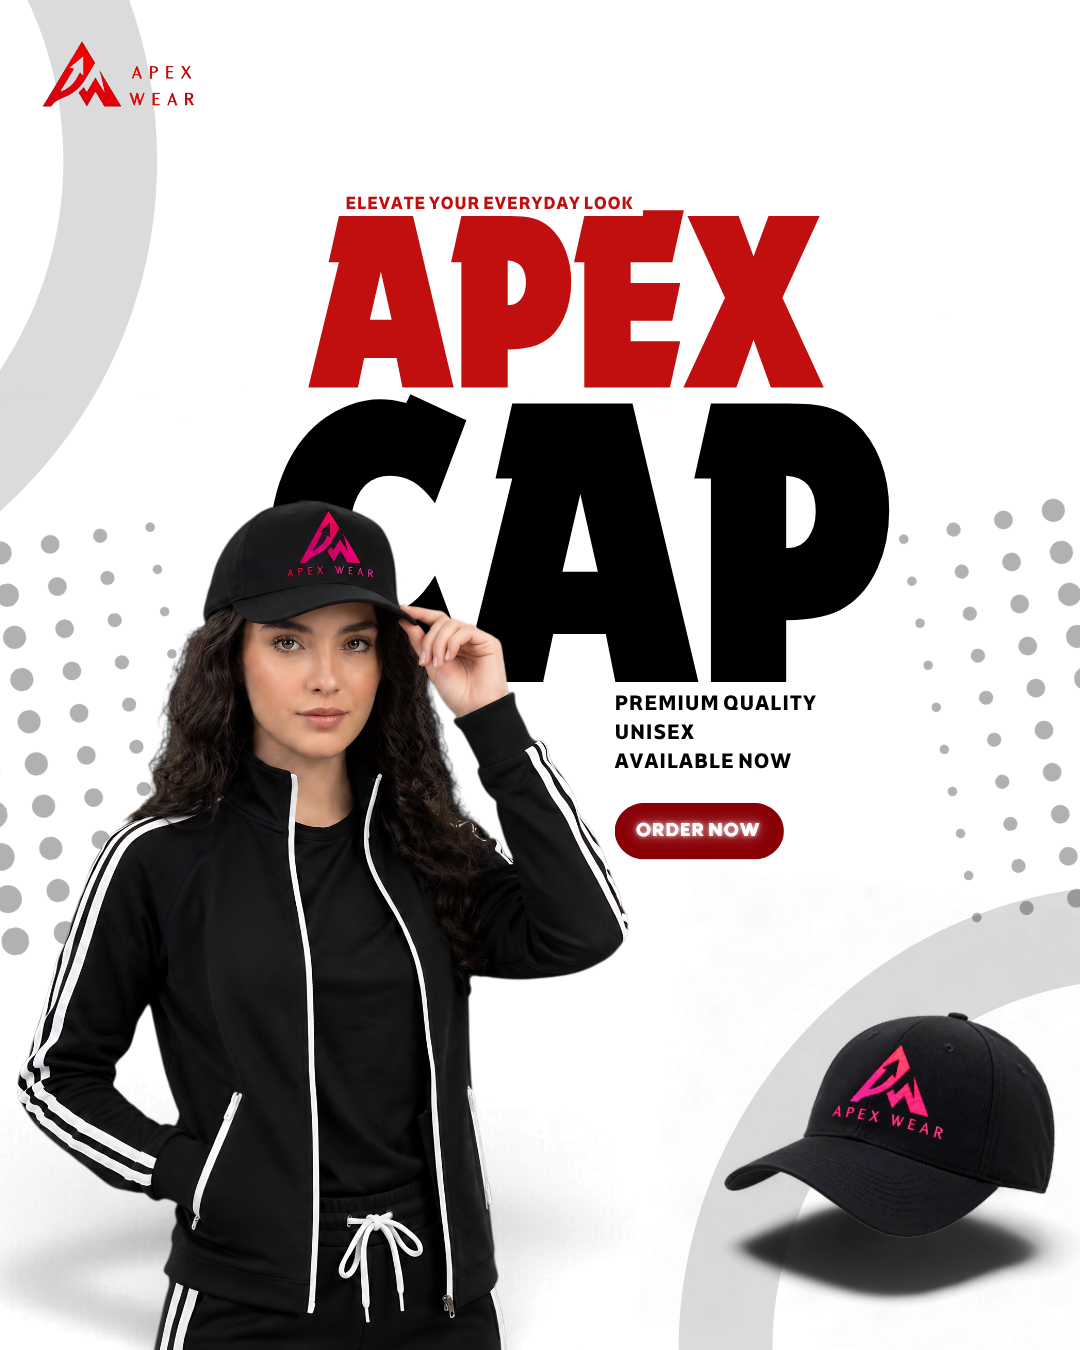 APEX
WEAR
ELEVATE YOUR EVERYDAY LOOK
APEX
CAP
APEX WEAR
PREMIUM QUALITY
UNISEX
AVAILABLE NOW
ORDER NOW
APEX WEAR